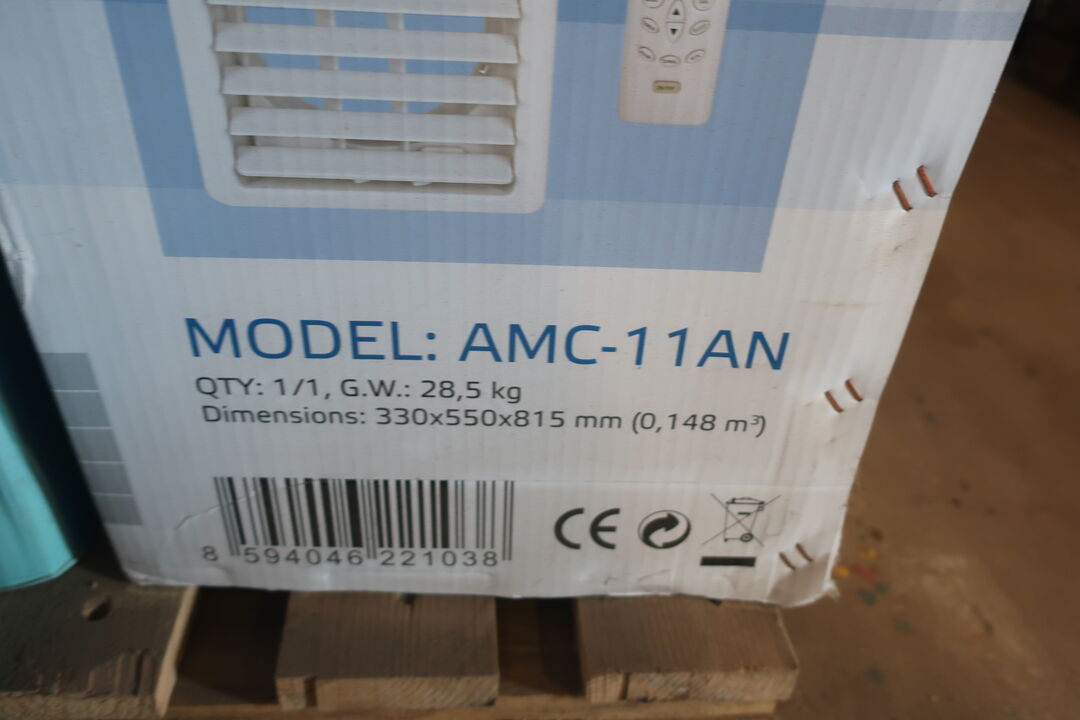 MODEL: AMC-11AN
QTY: 1/1, G.W.: 28,5 kg
Dimensions: 330x550x815 mm (0,148 m³)
8 594046 221038
CE